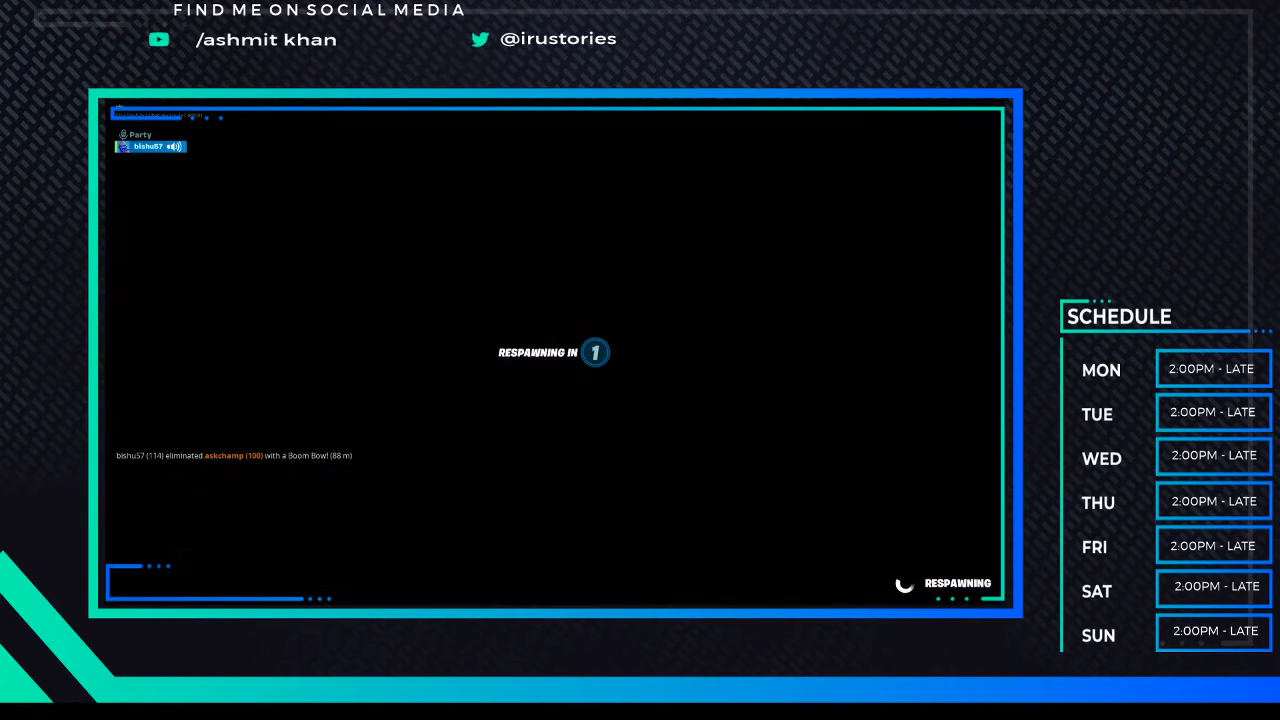 FIND ME ON SOCIAL MEDIA
/ashmit khan
@irustories
Party
bishu57
RESPAWNING IN 1
bishu57 (114) eliminated askchamp (100) with a Boom Bow! (88 m)
RESPAWNING
SCHEDULE
MON 2:00PM - LATE
TUE 2:00PM - LATE
WED 2:00PM - LATE
THU 2:00PM - LATE
FRI 2:00PM - LATE
SAT 2:00PM - LATE
SUN 2:00PM - LATE